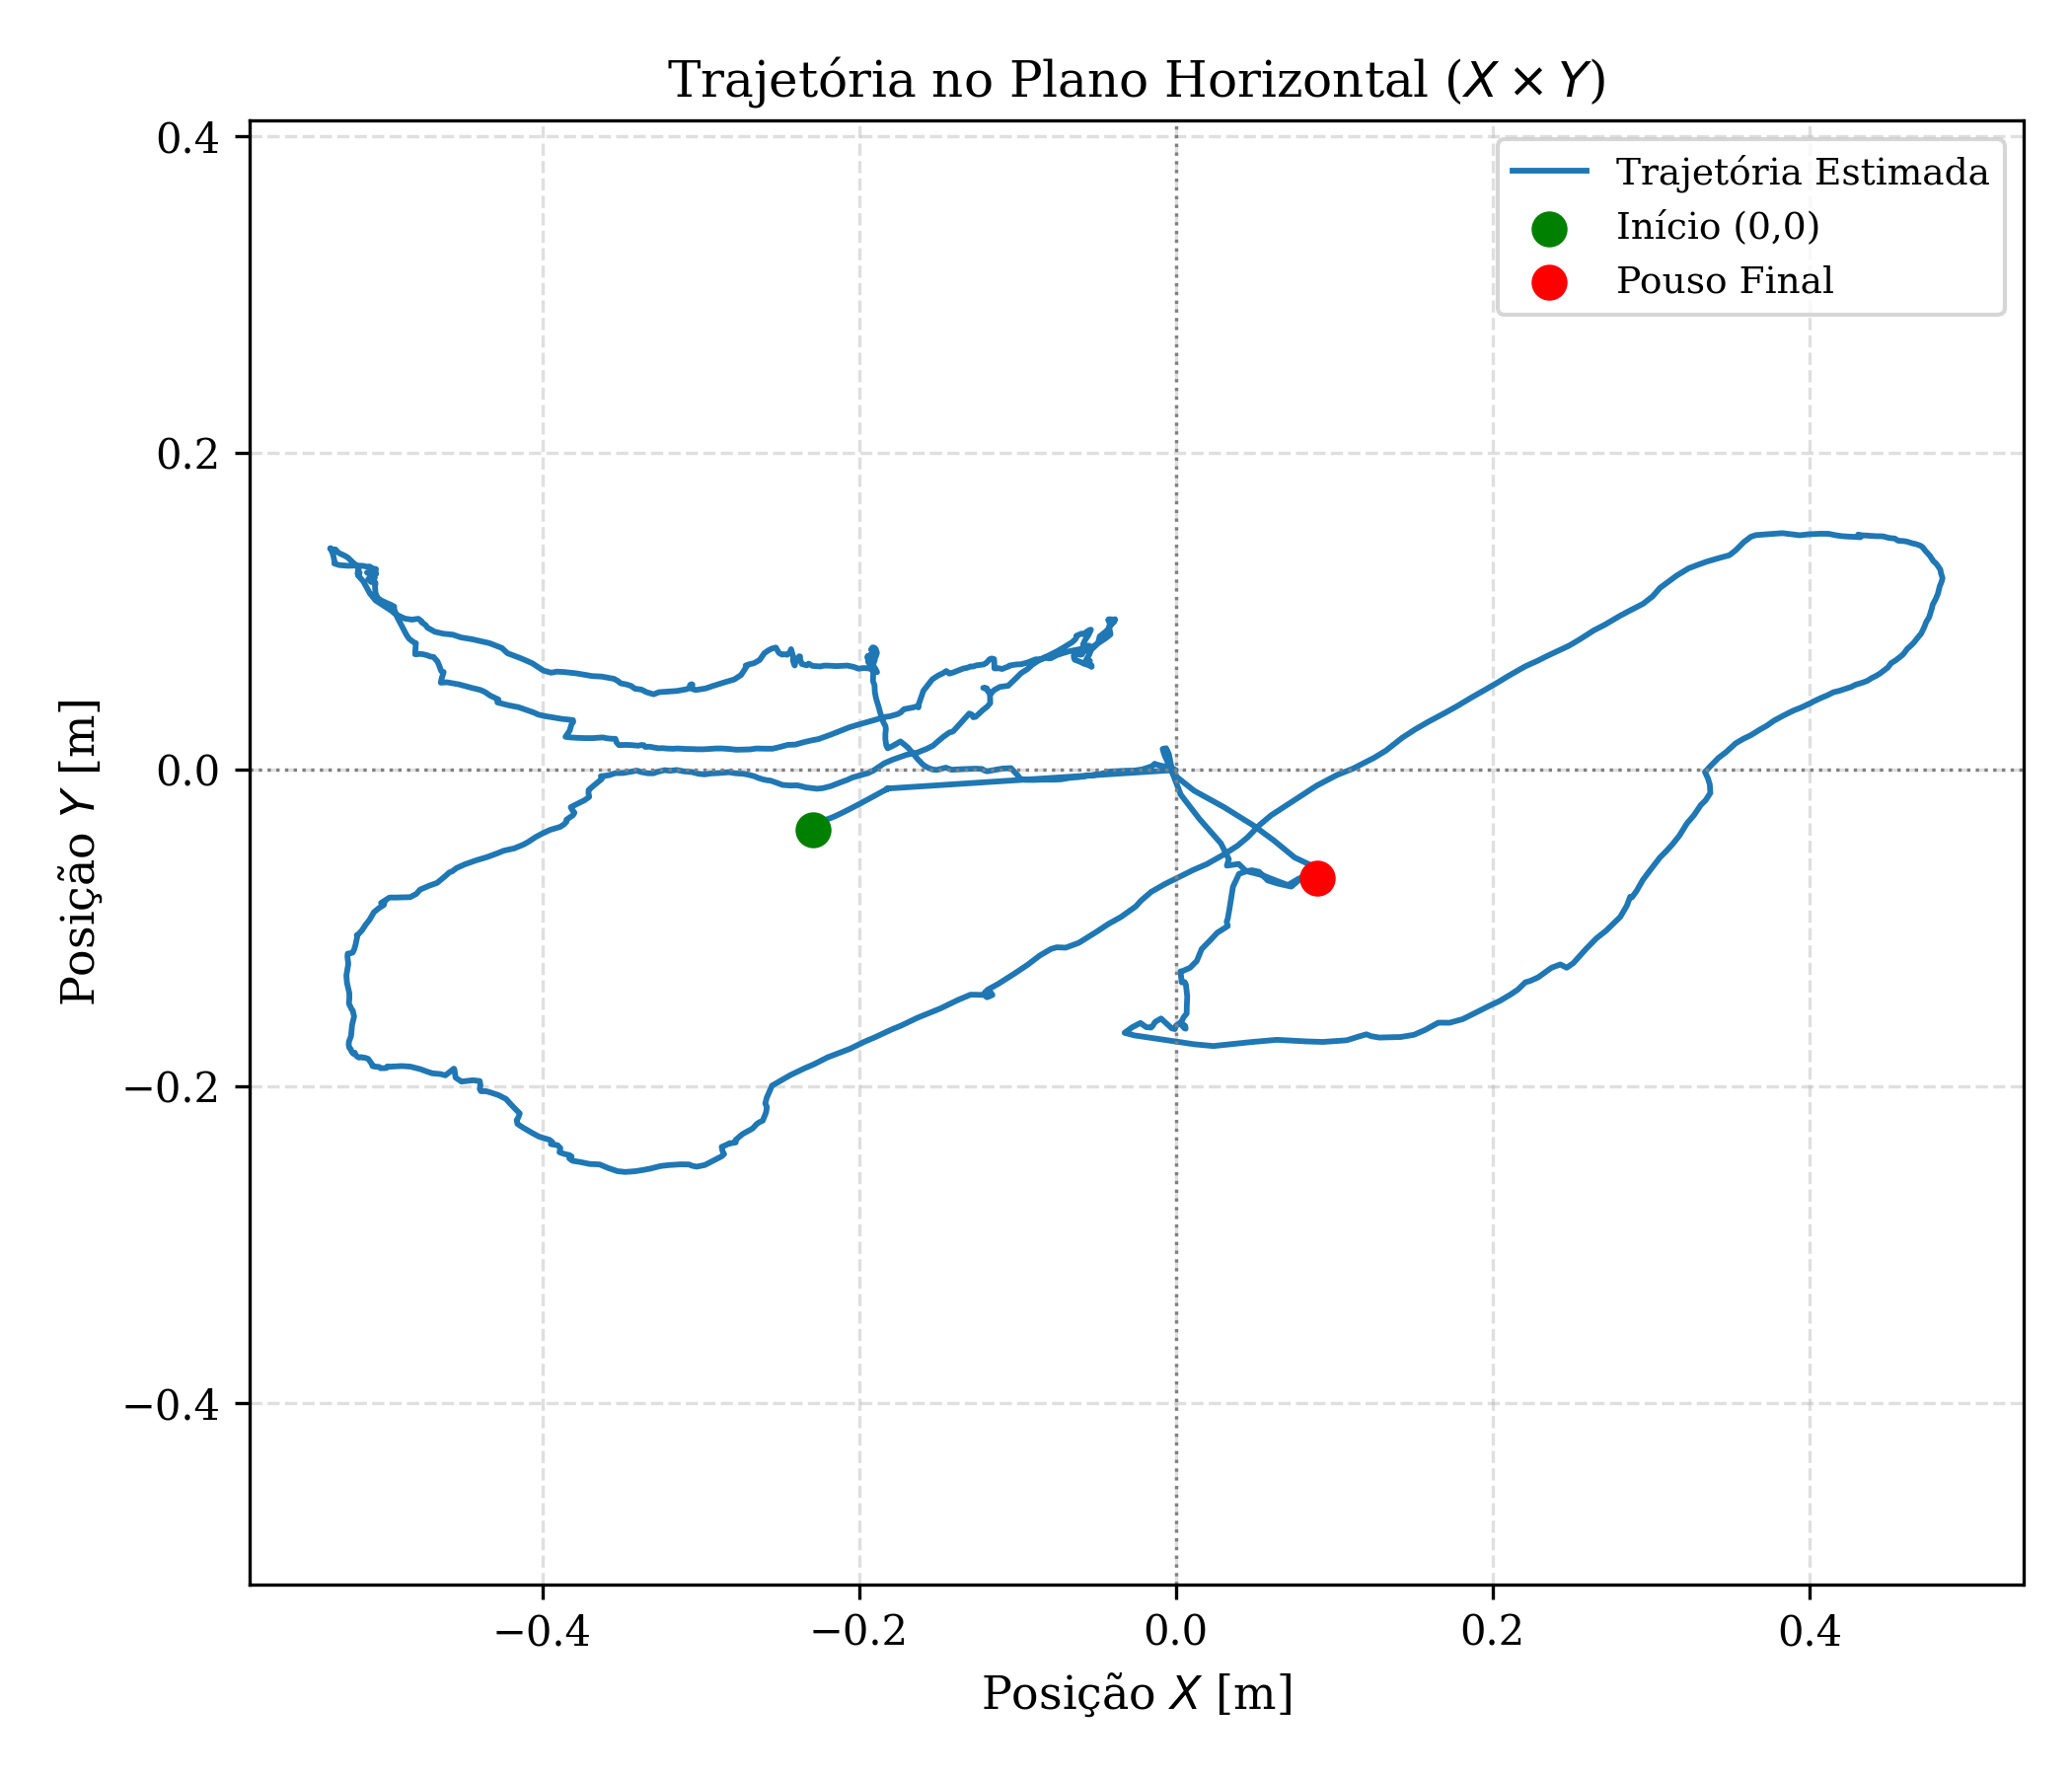 Trajetória no Plano Horizontal (X × Y)
Trajetória Estimada
Início (0,0)
Pouso Final
Posição Y [m]
0.4
0.2
0.0
−0.2
−0.4
−0.4
−0.2
0.0
0.2
0.4
Posição X [m]